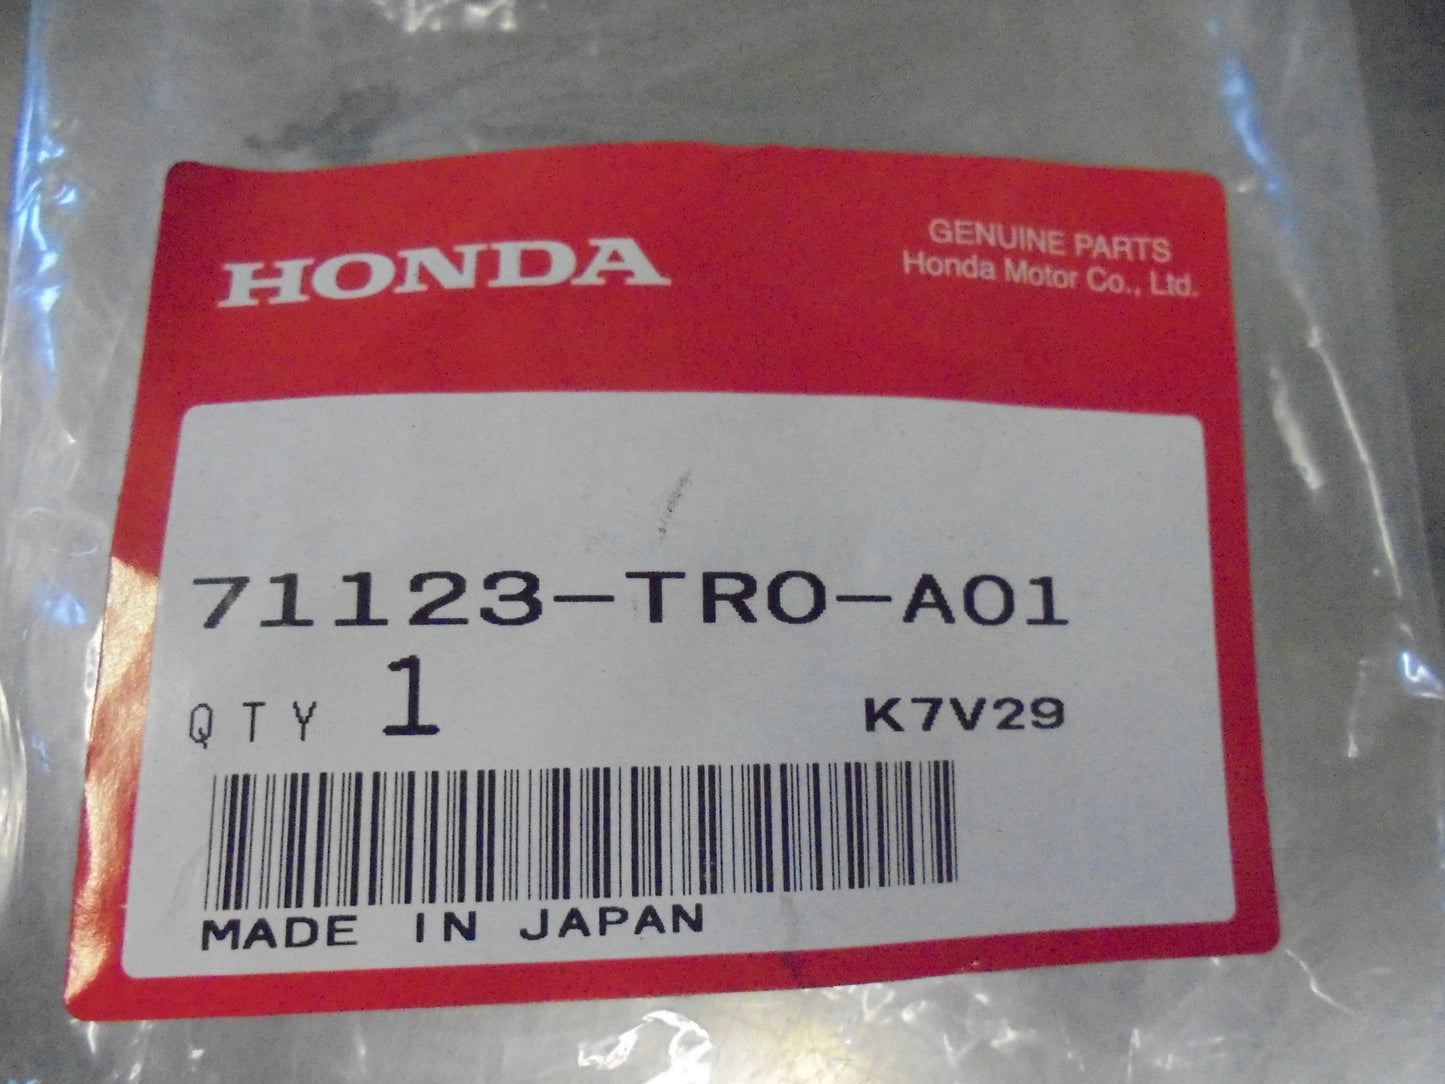 HONDA
GENUINE PARTS
Honda Motor Co., Ltd.
71123-TR0-A01
QTY 1
K7V29
MADE IN JAPAN